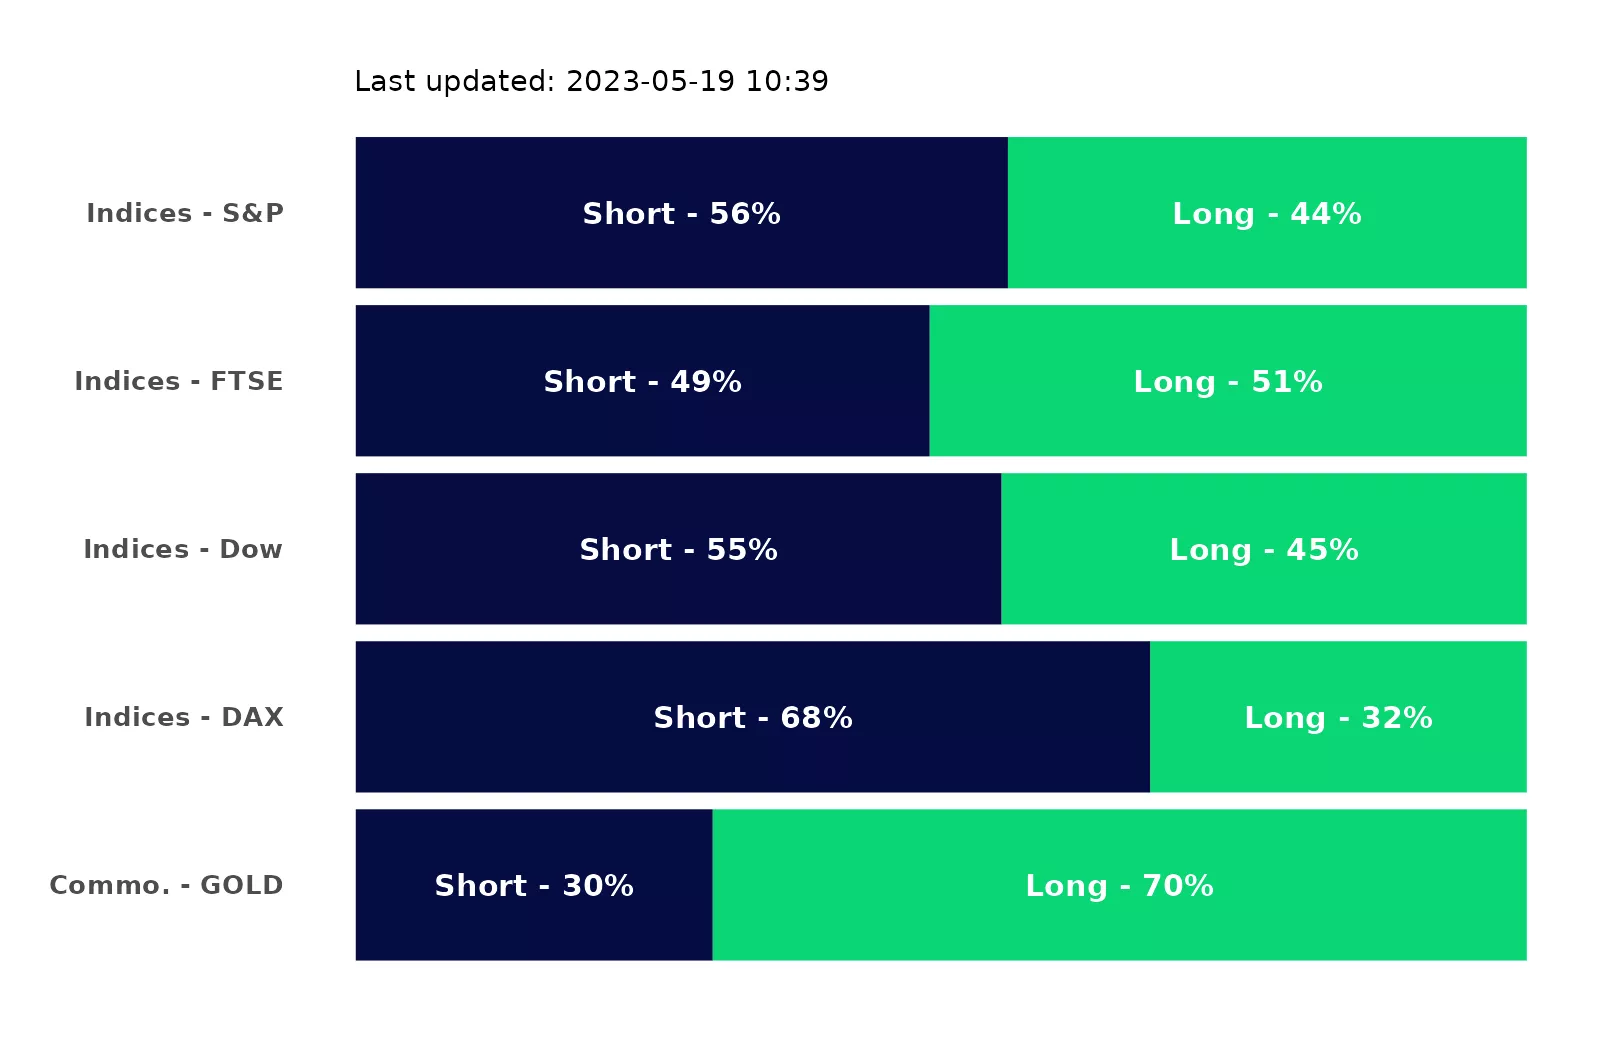 Last updated: 2023-05-19 10:39
Indices - S&P Short - 56% Long - 44%
Indices - FTSE Short - 49% Long - 51%
Indices - Dow Short - 55% Long - 45%
Indices - DAX Short - 68% Long - 32%
Commo. - GOLD Short - 30% Long - 70%